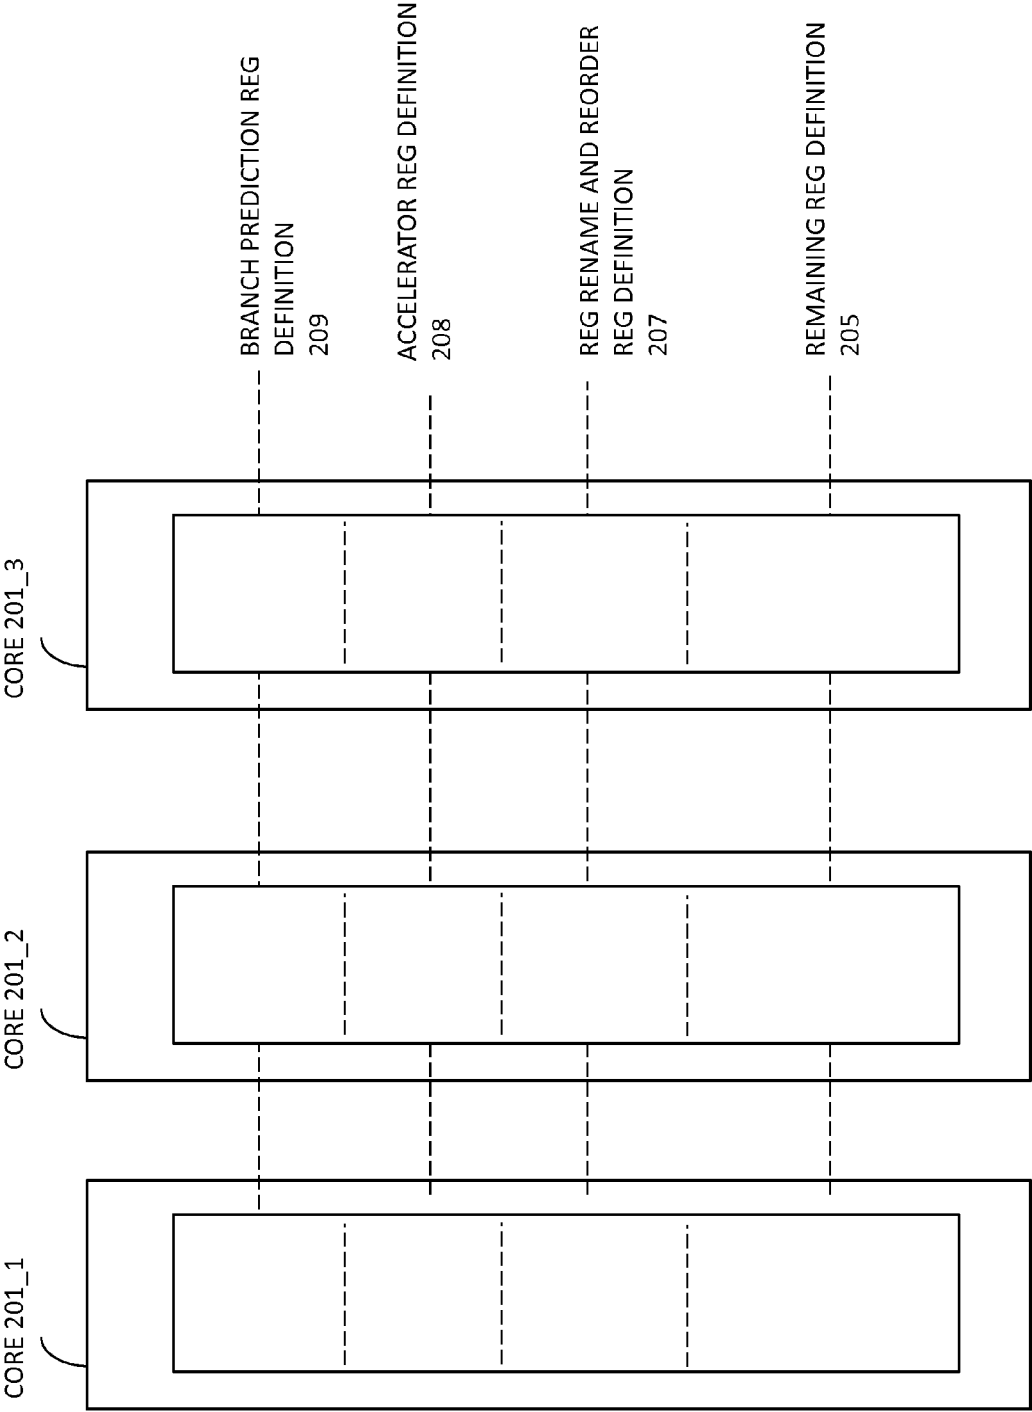 CORE 201_1
CORE 201_2
CORE 201_3
BRANCH PREDICTION REG
DEFINITION
209
ACCELERATOR REG DEFINITION
208
REG RENAME AND REORDER
REG DEFINITION
207
REMAINING REG DEFINITION
205